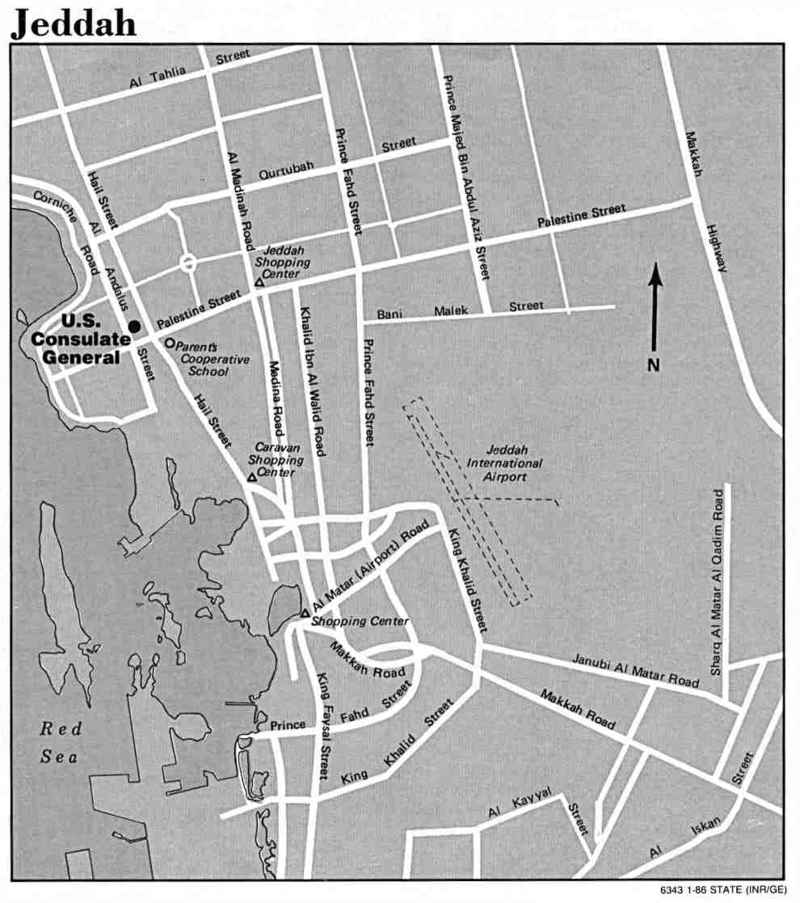 Jeddah
Al Tahlia Street
Prince Majed Bin Abdul Aziz Street
Makkah Highway
Prince Fahd Street
Qurtubah Street
Al Madinah Road
Hail Street
Corniche Road
Al Andalus Street
Palestine Street
Jeddah
Shopping
Center
Palestine Street
U.S.
Consulate
General
Parent's
Cooperative
School
Bani Malek Street
Khalid Ibn Al Walid Road
Medina Road
Prince Fahd Street
N
Hail Street
Caravan
Shopping
Center
Jeddah
International
Airport
Sharq Al Matar Al Qadim Road
King Khalid Street
Al Matar (Airport) Road
Shopping Center
Makkah Road
Janubi Al Matar Road
Makkah Road
King Faysal Street
Prince Fahd Street
Red
Sea
King Khalid Street
Al Kayyal Street
Al Iskan Street
6343 1-86 STATE (INR/GE)